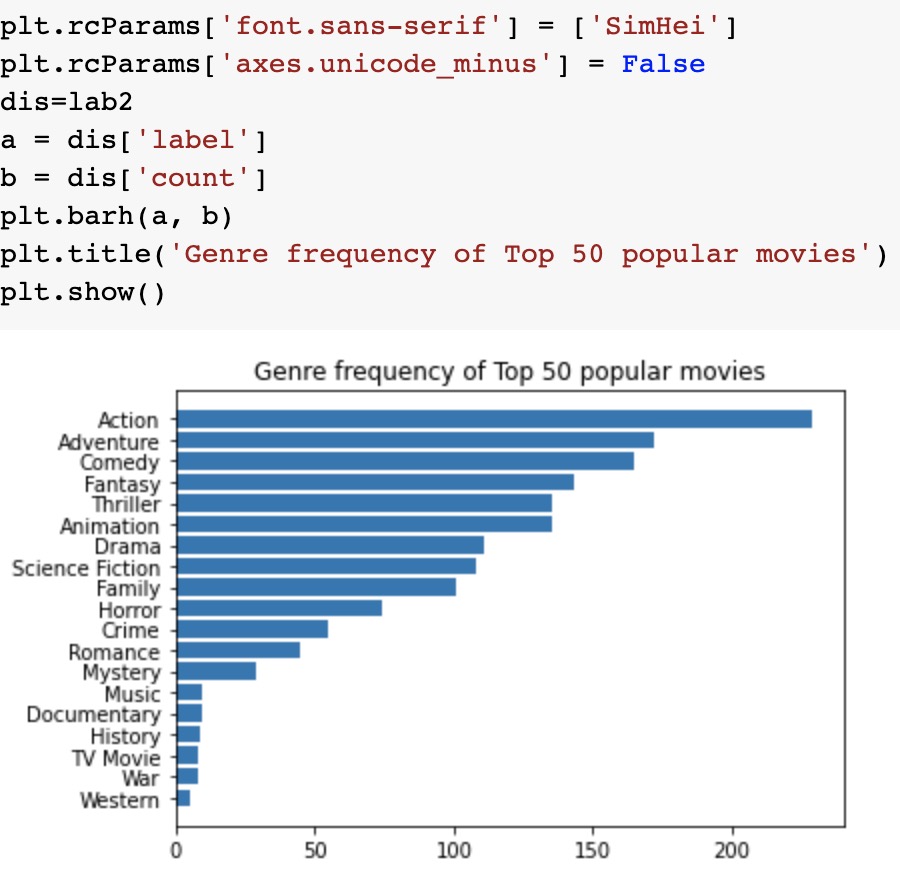 plt.rcParams['font.sans-serif'] = ['SimHei']
plt.rcParams['axes.unicode_minus'] = False
dis=lab2
a = dis['label']
b = dis['count']
plt.barh(a, b)
plt.title('Genre frequency of Top 50 popular movies')
plt.show()
Genre frequency of Top 50 popular movies
Action
Adventure
Comedy
Fantasy
Thriller
Animation
Drama
Science Fiction
Family
Horror
Crime
Romance
Mystery
Music
Documentary
History
TV Movie
War
Western
0 50 100 150 200